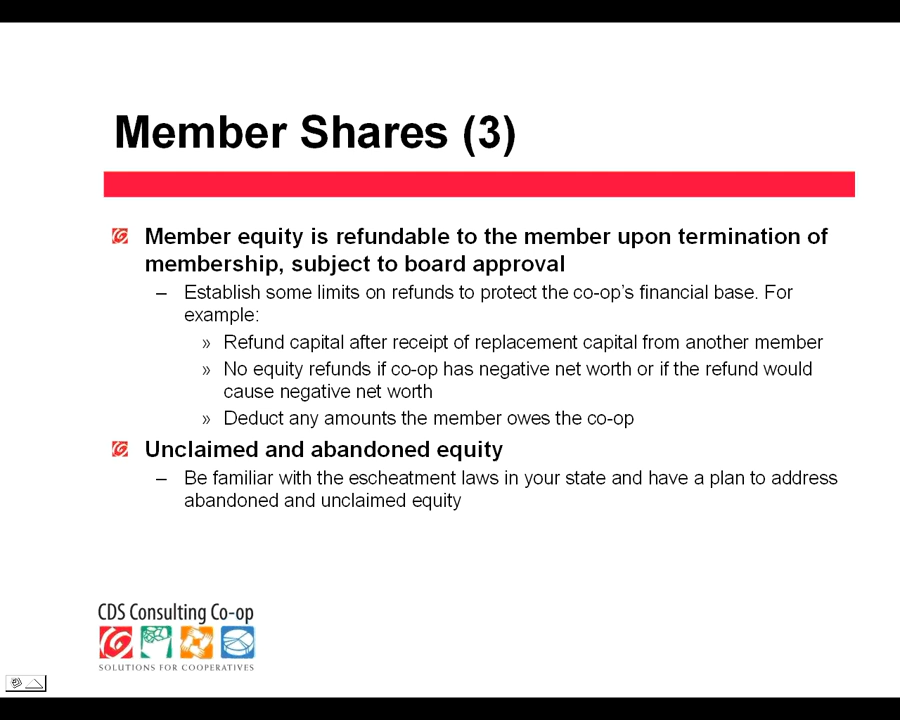 Member Shares (3)
Member equity is refundable to the member upon termination of
membership, subject to board approval
– Establish some limits on refunds to protect the co-op's financial base. For
example:
» Refund capital after receipt of replacement capital from another member
» No equity refunds if co-op has negative net worth or if the refund would
cause negative net worth
» Deduct any amounts the member owes the co-op
Unclaimed and abandoned equity
– Be familiar with the escheatment laws in your state and have a plan to address
abandoned and unclaimed equity
CDS Consulting Co-op
SOLUTIONS FOR COOPERATIVES